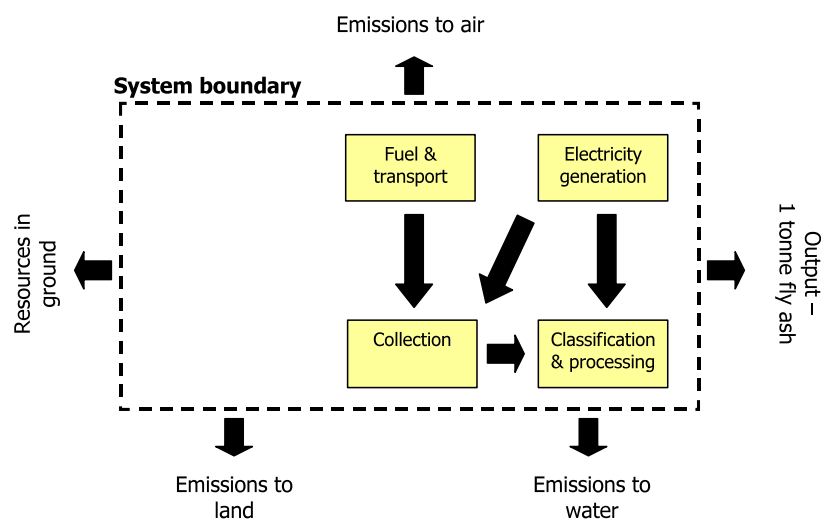 Emissions to air
System boundary
Fuel &
transport
Electricity
generation
Resources in
ground
Output –
1 tonne fly ash
Collection
Classification
& processing
Emissions to
land
Emissions to
water